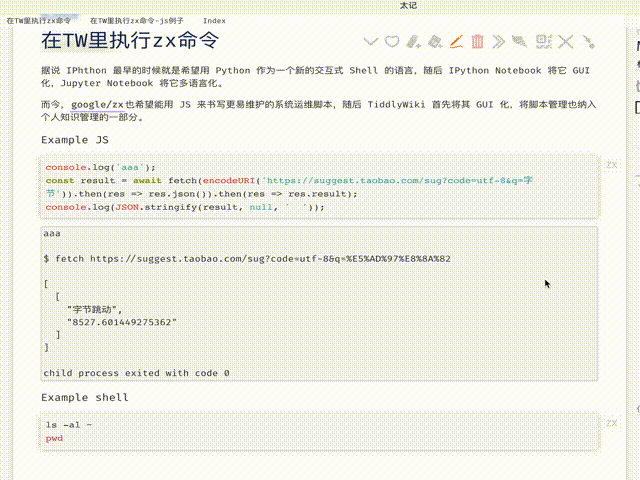 太记
在TW里执行zx命令 在TW里执行zx命令-js例子 Index
在TW里执行zx命令
据说 IPhthon 最早的时候就是希望用 Python 作为一个新的交互式 Shell 的语言，随后 IPython Notebook 将它 GUI
化，Jupyter Notebook 将它多语言化。
而今，google/zx也希望能用 JS 来书写更易维护的系统运维脚本，随后 TiddlyWiki 首先将其 GUI 化，将脚本管理也纳入
个人知识管理的一部分。
Example JS
ZX
console.log('aaa');
const result = await fetch(encodeURI('https://suggest.taobao.com/sug?code=utf-8&q=字
节')).then(res => res.json()).then(res => res.result);
console.log(JSON.stringify(result, null, '  '));
aaa
$ fetch https://suggest.taobao.com/sug?code=utf-8&q=%E5%AD%97%E8%8A%82
[
  [
    "字节跳动",
    "8527.601449275362"
  ]
]
child process exited with code 0
Example shell
ZX
ls -al ~
pwd